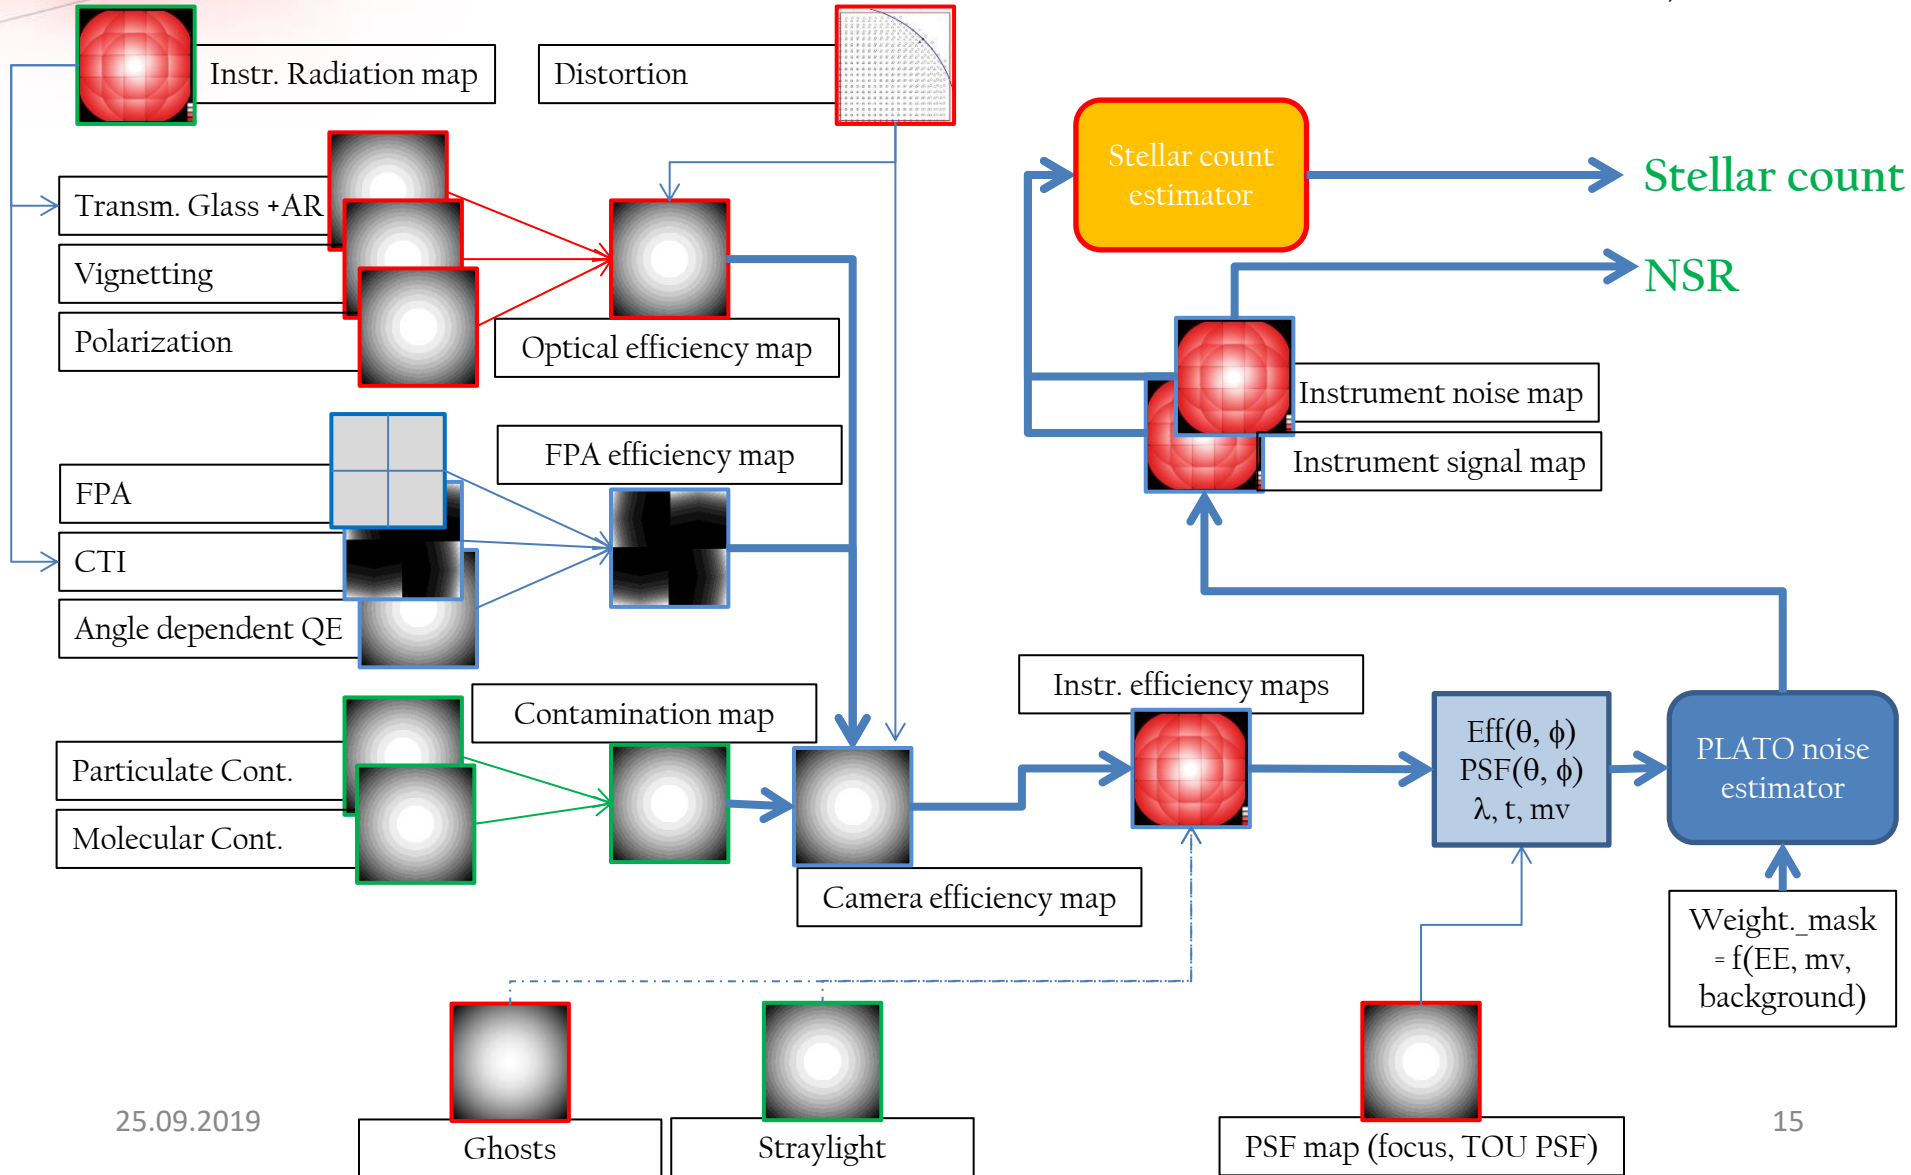 Instr. Radiation map
Distortion
Transm. Glass +AR
Vignetting
Polarization
Optical efficiency map
Stellar count
estimator
Stellar count
NSR
Instrument noise map
Instrument signal map
FPA efficiency map
FPA
CTI
Angle dependent QE
Contamination map
Particulate Cont.
Molecular Cont.
Camera efficiency map
Instr. efficiency maps
Eff(θ, ϕ)
PSF(θ, ϕ)
λ, t, mv
PLATO noise
estimator
Weight._mask
= f(EE, mv,
background)
Ghosts
Straylight
PSF map (focus, TOU PSF)
25.09.2019
15